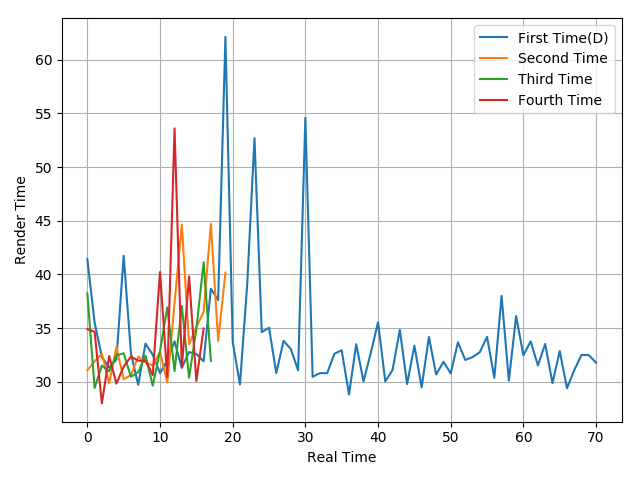 First Time(D)
Second Time
Third Time
Fourth Time
60
55
50
45
40
35
30
Render Time
0 10 20 30 40 50 60 70
Real Time